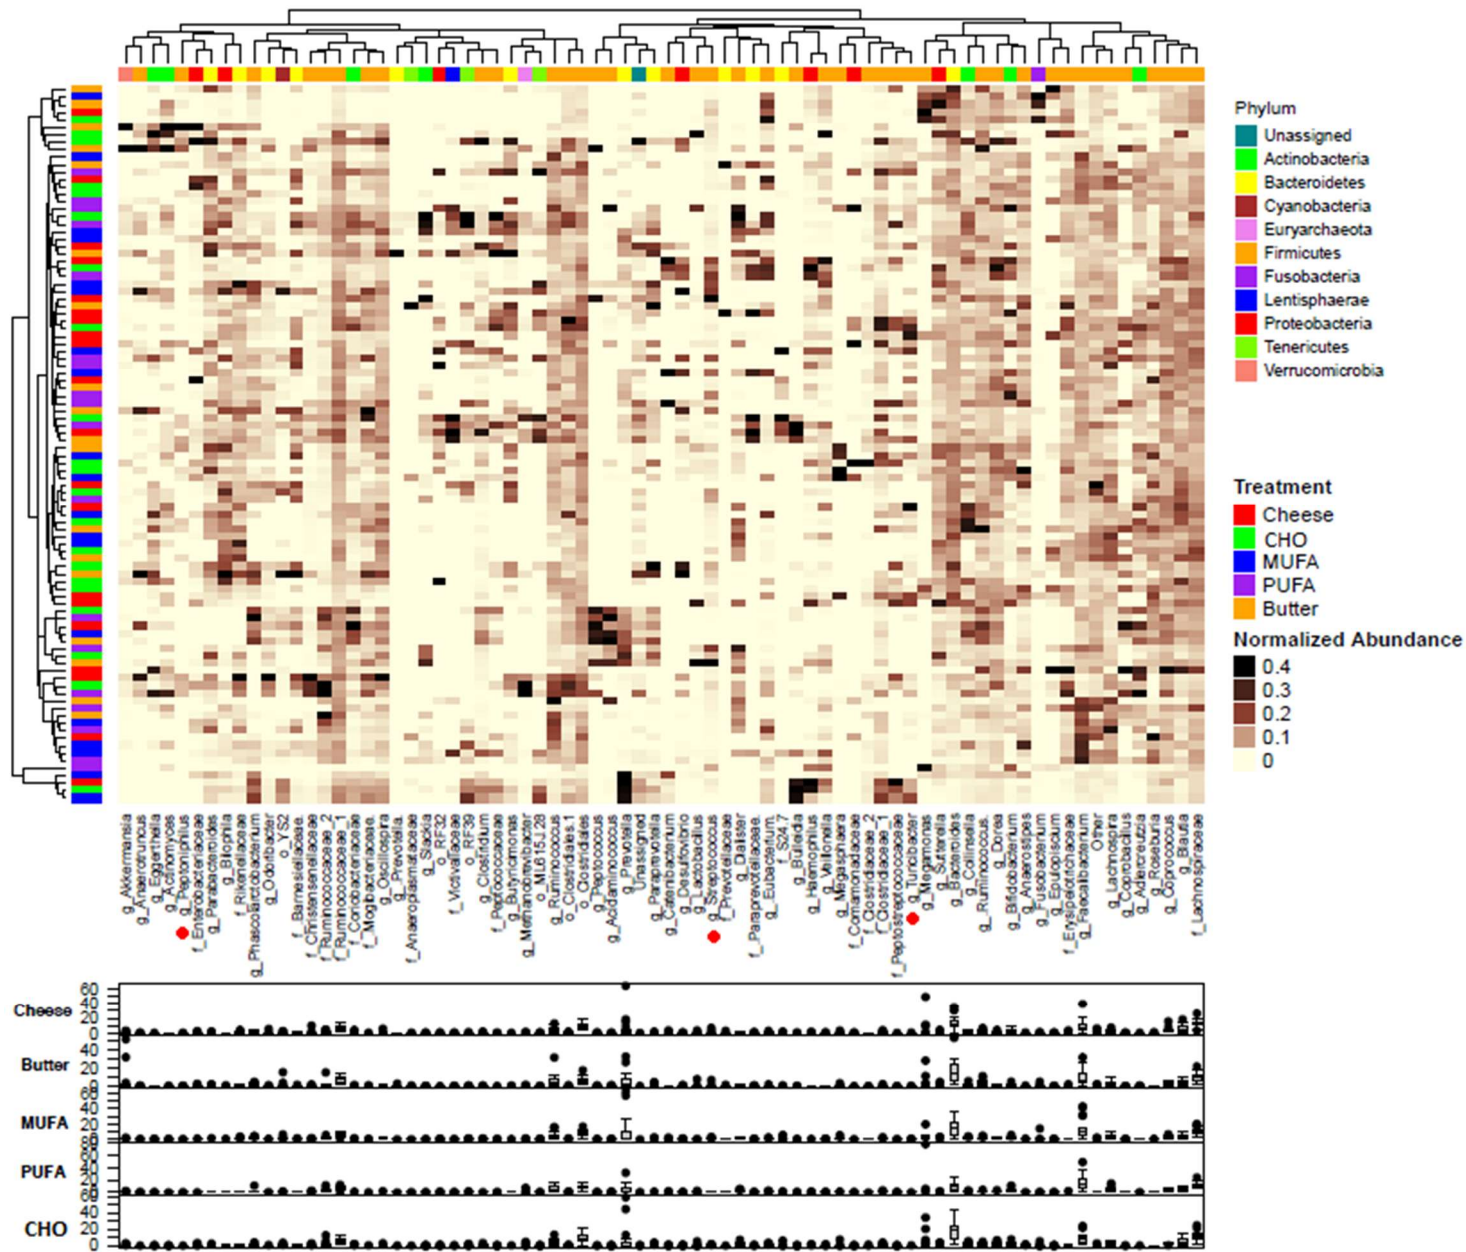 Phylum
Unassigned
Actinobacteria
Bacteroidetes
Cyanobacteria
Euryarchaeota
Firmicutes
Fusobacteria
Lentisphaerae
Proteobacteria
Tenericutes
Verrucomicrobia
Treatment
Cheese
CHO
MUFA
PUFA
Butter
Normalized Abundance
0.4
0.3
0.2
0.1
0
g_Akkermansia
g_Anaerotruncus
g_Eggerthella
g_Actinomyces
g_Peptoniphilus
f_Enterobacteriaceae
g_Parabacteroides
g_Bilophila
f_Rikenellaceae
g_Phascolarctobacterium
g_Odoribacter
o_YS2
f_Barnesiellaceae.
f_Christensenellaceae
f_Ruminococcaceae_2
f_Ruminococcaceae_1
f_Coriobacteriaceae
f_Mogibacteriaceae.
g_Oscillospira
g_Prevotella.
f_Anaeroplasmataceae
g_Slackia
o_RF32
f_Victivallaceae
o_RF39
g_Clostridium
f_Peptococcaceae
g_Butyricimonas
g_Methanobrevibacter
o_ML615J.28
g_Ruminococcus
o_Clostridiales.1
o_Clostridiales
g_Peptococcus
g_Acidaminococcus
g_Prevotella
Unassigned
g_Paraprevotella
g_Catenibacterium
g_Desulfovibrio
g_Lactobacillus
g_Streptococcus
f_Prevotellaceae
g_Dialister
f_Paraprevotellaceae.
g_Eubacterium.
f_S24.7
g_Bulleidia
g_Haemophilus
g_Veillonella
g_Megasphaera
f_Comamonadaceae
f_Clostridiaceae_2
f_Clostridiaceae_1
f_Peptostreptococcaceae
g_Turicibacter
g_Megamonas
g_Sutterella
g_Bacteroides
g_Collinsella
g_Ruminococcus.
g_Dorea
g_Bifidobacterium
g_Anaerostipes
g_Fusobacterium
g_Epulopiscium
f_Erysipelotrichaceae
g_Faecalibacterium
Other
g_Lachnospira
g_Coprobacillus
g_Adlercreutzia
g_Roseburia
g_Coprococcus
g_Blautia
f_Lachnospiraceae
Cheese
60
40
20
0
Butter
40
20
0
MUFA
60
40
20
0
PUFA
60
40
20
CHO
60
40
20
0